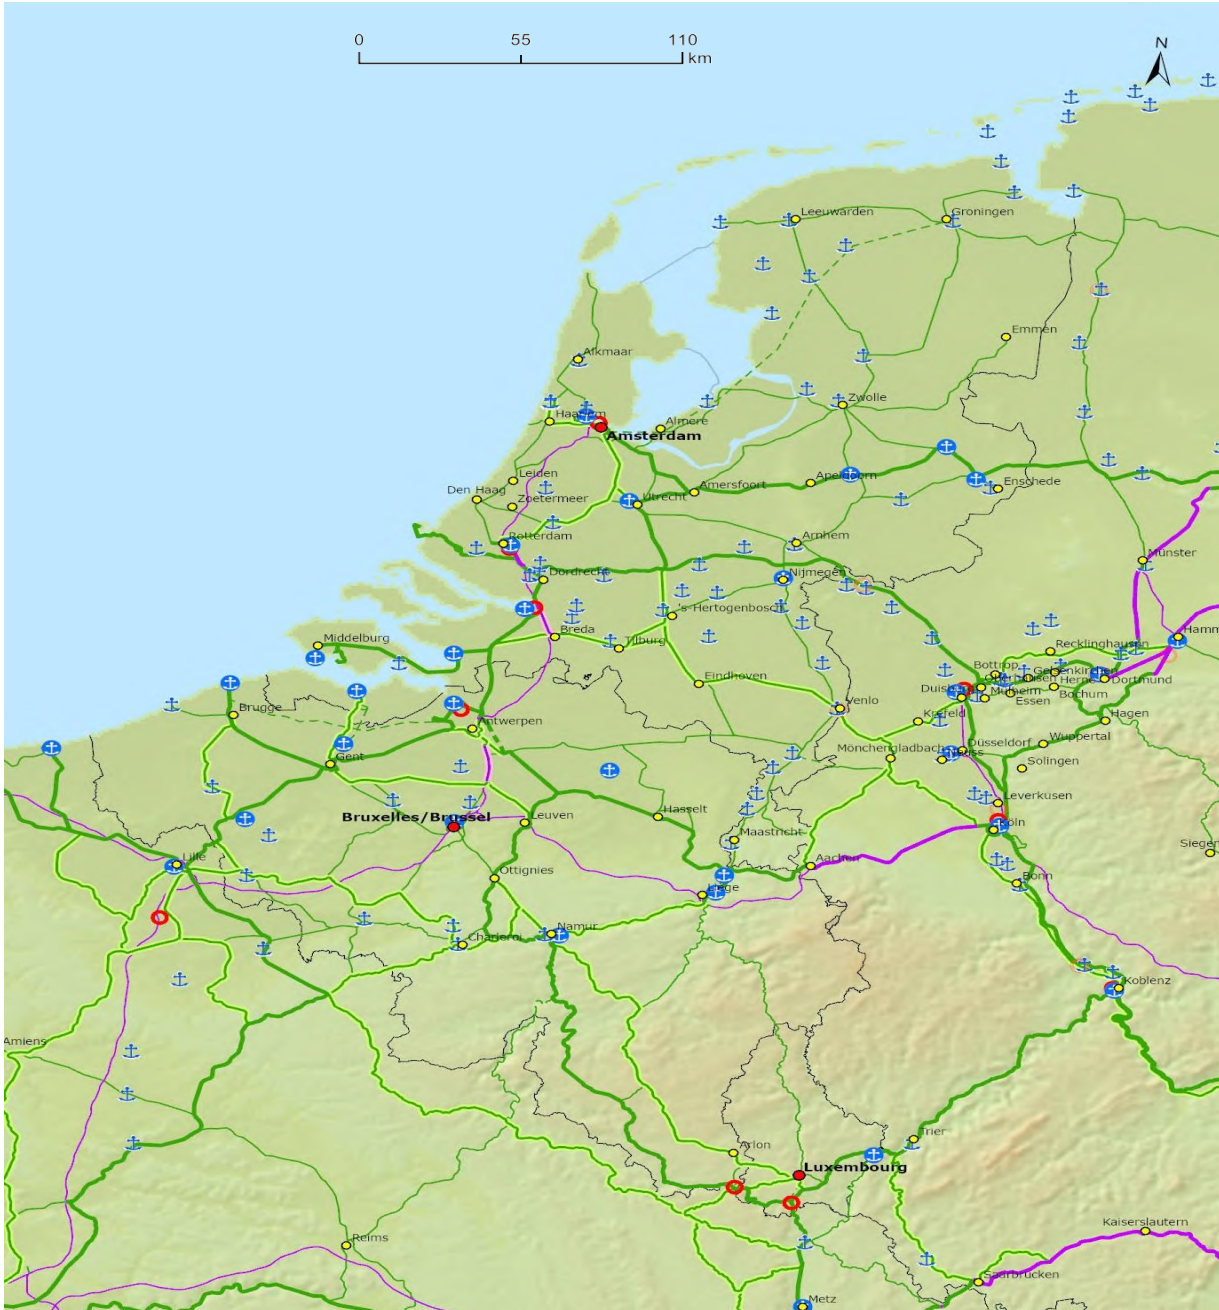 0 55 110
km
N
Leeuwarden
Groningen
Emmen
Alkmaar
Zwolle
Haarlem
Almere
Amsterdam
Leiden
Den Haag
Zoetermeer
Utrecht
Amersfoort
Apeldoorn
Enschede
Rotterdam
Arnhem
Münster
Dordrecht
Nijmegen
's-Hertogenbosch
Middelburg
Breda
Tilburg
Hamm
Recklinghausen
Eindhoven
Bottrop
Gelsenkirchen
Oberhausen
Herne
Dortmund
Duisburg
Mülheim
Bochum
Essen
Brugge
Antwerpen
Venlo
Krefeld
Hagen
Gent
Mönchengladbach
Neuss
Düsseldorf
Wuppertal
Solingen
Bruxelles/Brussel
Leuven
Hasselt
Leverkusen
Maastricht
Köln
Siegen
Lille
Ottignies
Aachen
Liège
Bonn
Charleroi
Namur
Koblenz
Amiens
Arlon
Trier
Luxembourg
Reims
Kaiserslautern
Saarbrücken
Metz